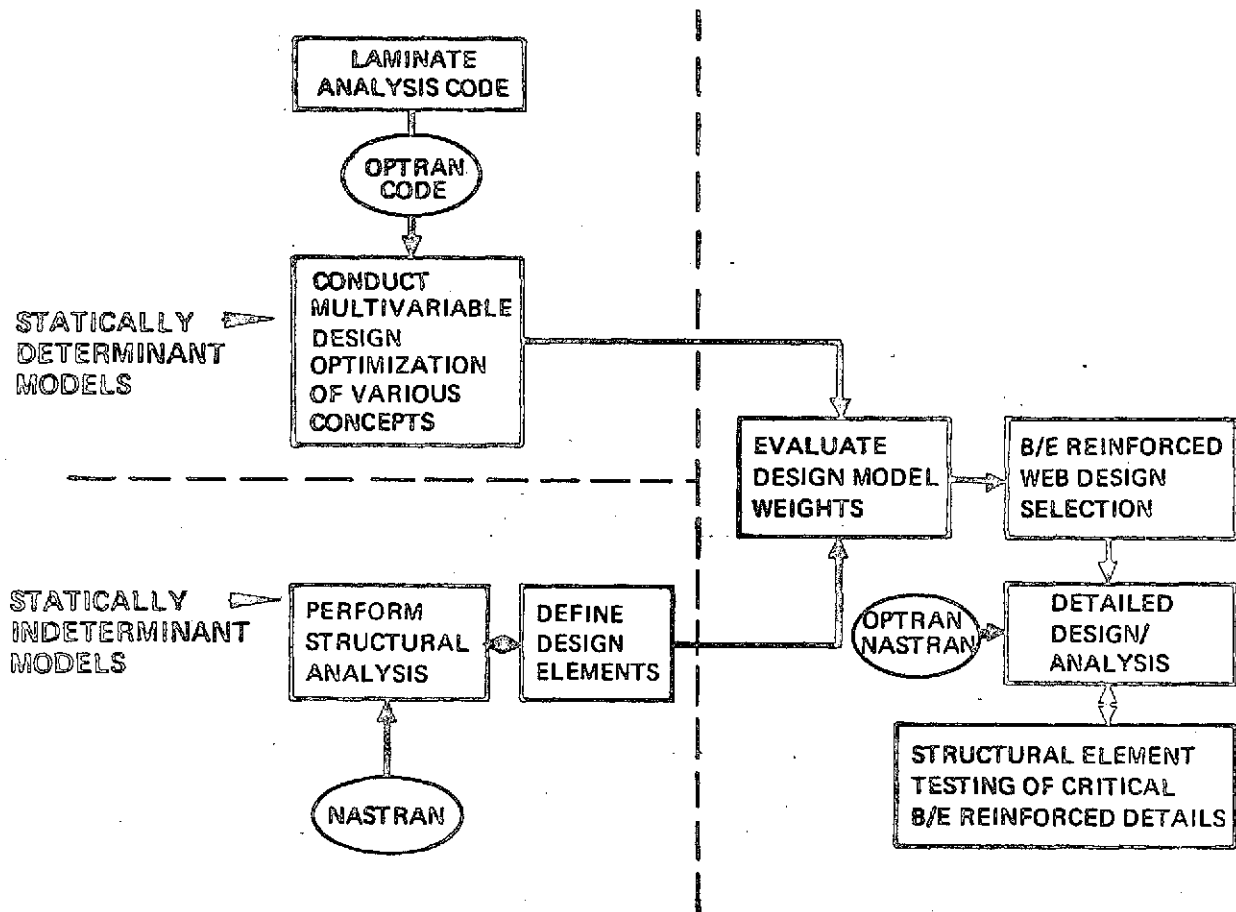 LAMINATE
ANALYSIS CODE
OPTRAN
CODE
CONDUCT
MULTIVARIABLE
DESIGN
OPTIMIZATION
OF VARIOUS
CONCEPTS
STATICALLY
DETERMINANT
MODELS
EVALUATE
DESIGN MODEL
WEIGHTS
B/E REINFORCED
WEB DESIGN
SELECTION
STATICALLY
INDETERMINANT
MODELS
PERFORM
STRUCTURAL
ANALYSIS
DEFINE
DESIGN
ELEMENTS
NASTRAN
OPTRAN
NASTRAN
DETAILED
DESIGN/
ANALYSIS
STRUCTURAL ELEMENT
TESTING OF CRITICAL
B/E REINFORCED DETAILS